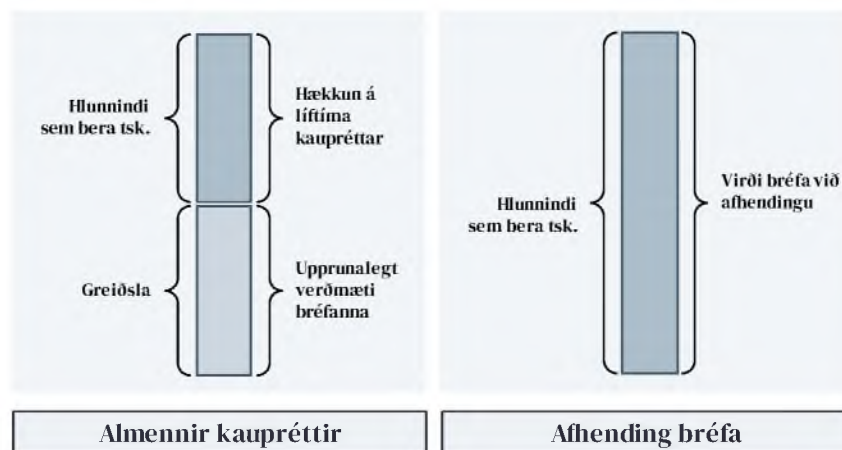 Hlunnindi
sem bera tsk.
Hækkun á
líftíma
kaupréttar
Greiðsla
Upprunalegt
verðmæti
bréfanna
Almennir kaupréttir
Hlunnindi
sem bera tsk.
Virði bréfa við
afhendingu
Afhending bréfa